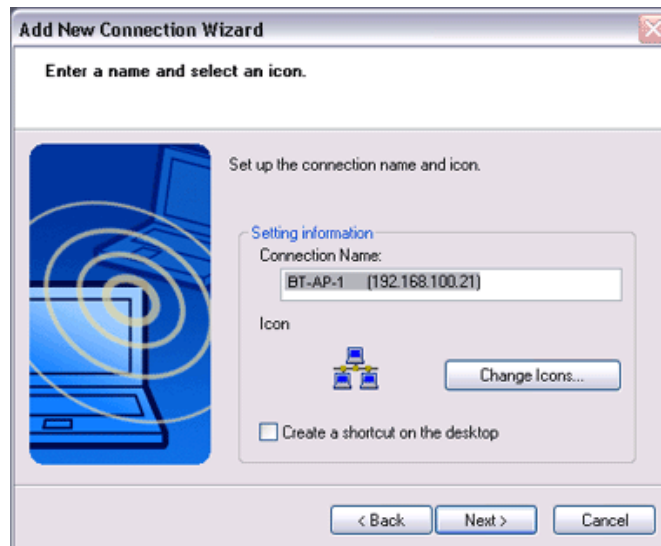 Add New Connection Wizard
Enter a name and select an icon.
Set up the connection name and icon.
Setting information
Connection Name:
BT-AP-1 (192.168.100.21)
Icon
Change Icons...
Create a shortcut on the desktop
< Back Next > Cancel